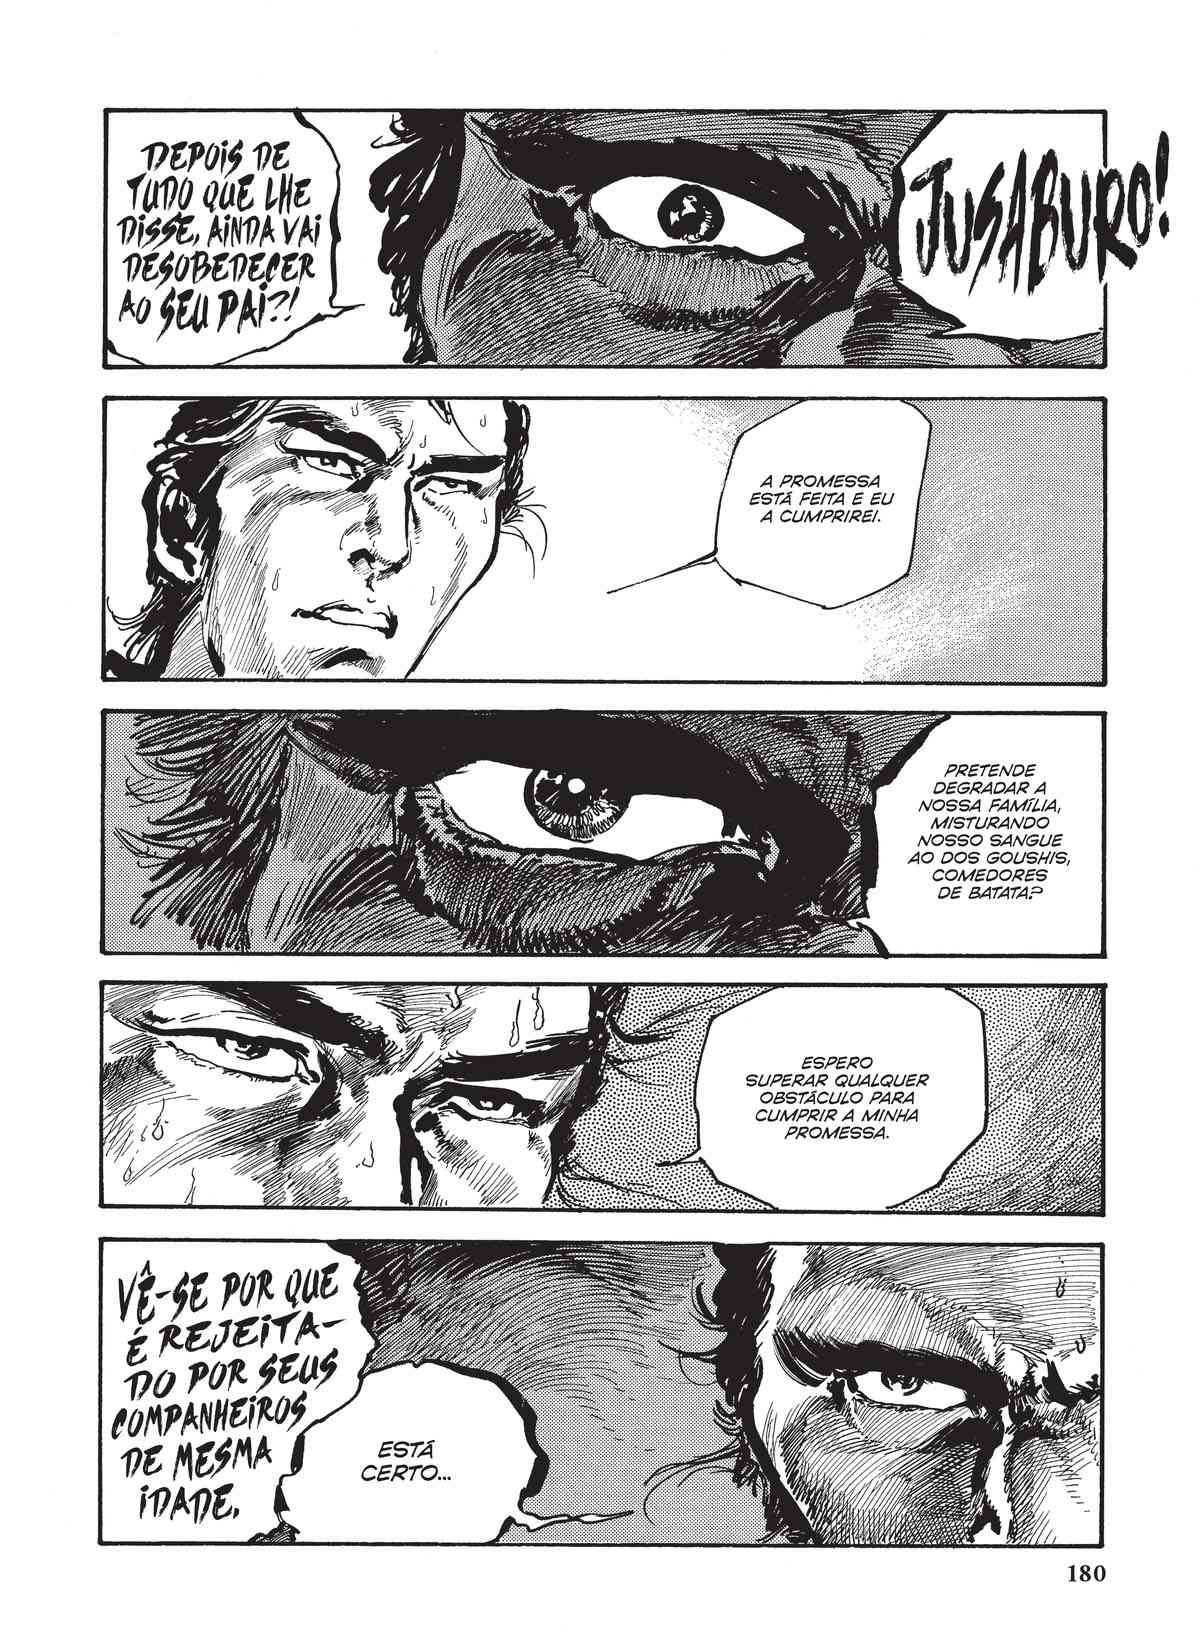 DEPOIS DE
TUDO QUE LHE
DISSE, AINDA VAI
DESOBEDECER
AO SEU PAI?!
JUSABURO!
A PROMESSA
ESTÁ FEITA E EU
A CUMPRIREI.
PRETENDE
DEGRADAR A
NOSSA FAMÍLIA,
MISTURANDO
NOSSO SANGUE
AO DOS GOUSHIS,
COMEDORES
DE BATATA?
ESPERO
SUPERAR QUALQUER
OBSTÁCULO PARA
CUMPRIR A MINHA
PROMESSA.
VÊ-SE POR QUE
É REJEITA-
DO POR SEUS
COMPANHEIROS
DE MESMA
IDADE.
ESTÁ
CERTO...
180